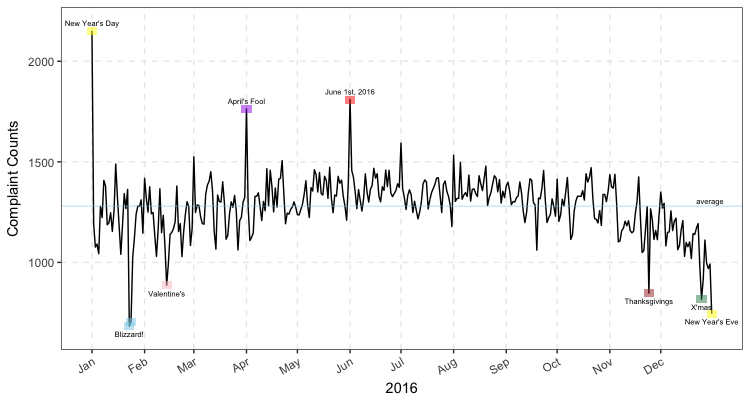 New Year's Day
2000
April's Fool
June 1st, 2016
1500
Complaint Counts
average
1000
Valentine's
Thanksgivings
X'mas
New Year's Eve
Blizzard!
Jan Feb Mar Apr May Jun Jul Aug Sep Oct Nov Dec
2016